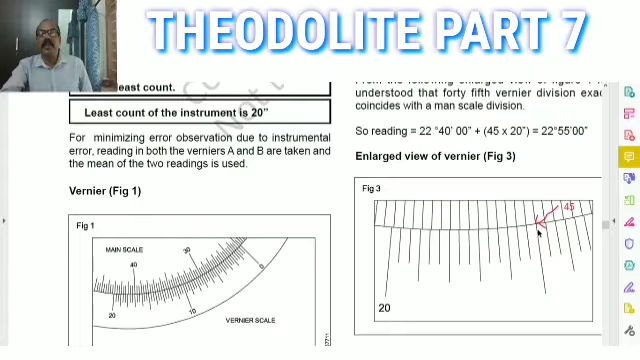 THEODOLITE PART 7
least count.
Least count of the instrument is 20"
For minimizing error observation due to instrumental
error, reading in both the verniers A and B are taken and
the mean of the two readings is used.
Vernier (Fig 1)
Fig 1
MAIN SCALE
40
30
20
10
0
VERNIER SCALE
understood that forty fifth vernier division exac
coincides with a man scale division.
So reading = 22 °40' 00" + (45 x 20") = 22°55'00"
Enlarged view of vernier (Fig 3)
Fig 3
45
20